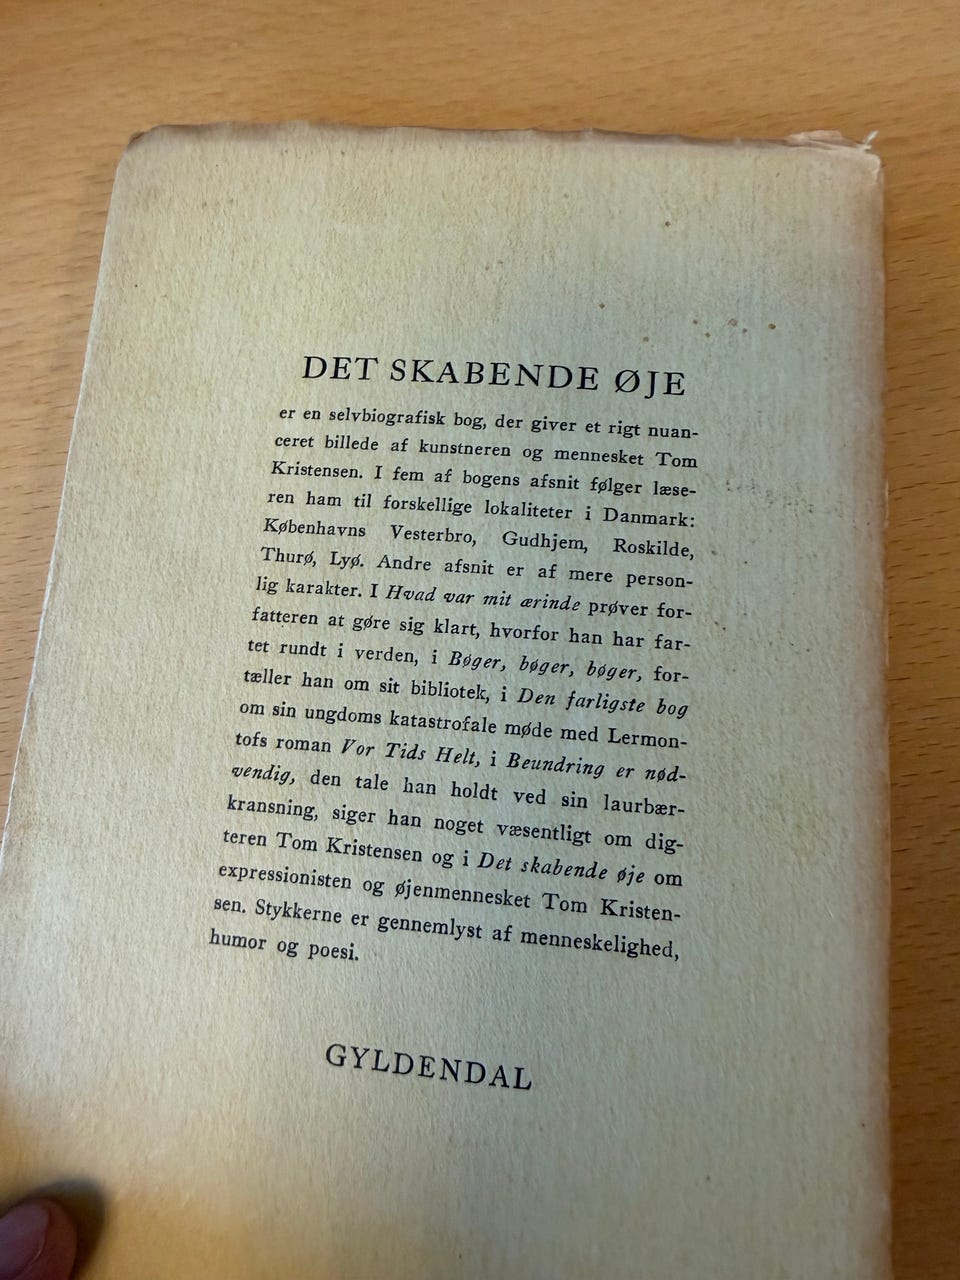 DET SKABENDE ØJE
er en selvbiografisk bog, der giver et rigt nuan-
ceret billede af kunstneren og mennesket Tom
Kristensen. I fem af bogens afsnit følger læse-
ren ham til forskellige lokaliteter i Danmark:
Københavns Vesterbro, Gudhjem, Roskilde,
Thurø, Lyø. Andre afsnit er af mere person-
lig karakter. I Hvad var mit ærinde prøver for-
fatteren at gøre sig klart, hvorfor han har far-
tet rundt i verden, i Bøger, bøger, bøger, for-
tæller han om sit bibliotek, i Den farligste bog
om sin ungdoms katastrofale møde med Lermon-
tofs roman Vor Tids Helt, i Beundring er nød-
vendig, den tale han holdt ved sin laurbær-
kransning, siger han noget væsentligt om dig-
teren Tom Kristensen og i Det skabende øje om
expressionisten og øjenmennesket Tom Kristen-
sen. Stykkerne er gennemlyst af menneskelighed,
humor og poesi.
GYLDENDAL